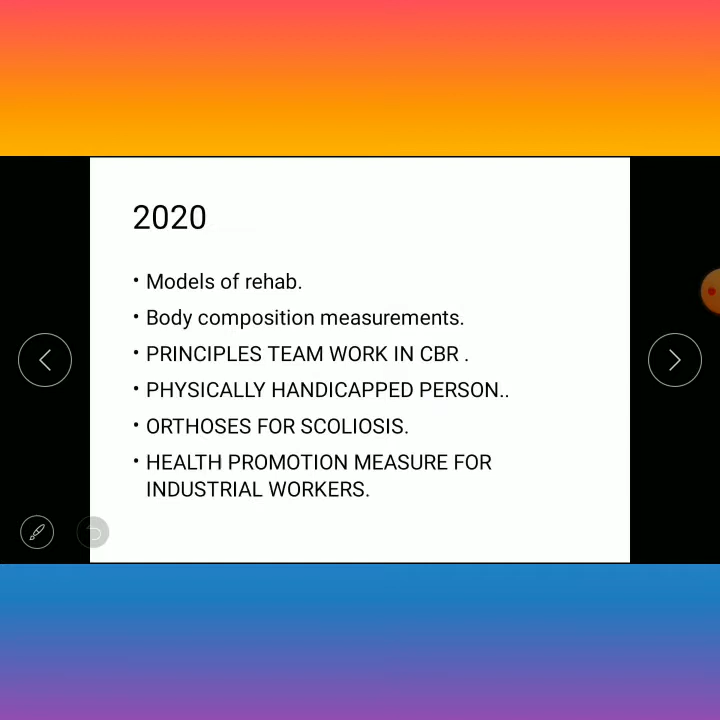 2020
• Models of rehab.
• Body composition measurements.
• PRINCIPLES TEAM WORK IN CBR .
• PHYSICALLY HANDICAPPED PERSON..
• ORTHOSES FOR SCOLIOSIS.
• HEALTH PROMOTION MEASURE FOR
INDUSTRIAL WORKERS.